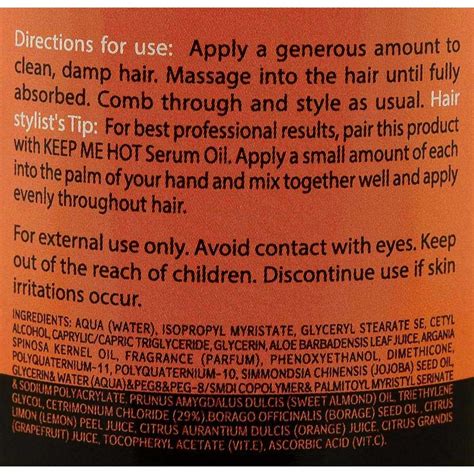 Directions for use: Apply a generous amount to
clean, damp hair. Massage into the hair until fully
absorbed. Comb through and style as usual. Hair
stylist's Tip: For best professional results, pair this product
with KEEP ME HOT Serum Oil. Apply a small amount of each
into the palm of your hand and mix together well and apply
evenly throughout hair.
For external use only. Avoid contact with eyes. Keep
out of the reach of children. Discontinue use if skin
irritations occur.
INGREDIENTS: AQUA (WATER), ISOPROPYL MYRISTATE, GLYCERYL STEARATE SE, CETYL
ALCOHOL, CAPRYLIC/CAPRIC TRIGLYCERIDE, GLYCERIN, ALOE BARBADENSIS LEAF JUICE, ARGANIA
SPINOSA KERNEL OIL, FRAGRANCE (PARFUM), PHENOXYETHANOL, DIMETHICONE,
POLYQUATERNIUM-11, POLYQUATERNIUM-10, SIMMONDSIA CHINENSIS (JOJOBA) SEED OIL,
GLYCERIN& WATER (AQUA)&PEG8&PEG-8/SMDI COPOLYMER& PALMITOYL MYRISTYL SERINATE
& SODIUM POLYACRYLATE, PRUNUS AMYGDALUS DULCIS (SWEET ALMOND) OIL, TRIETHYLENE
GLYCOL, CETRIMONIUM CHLORIDE (29%),BORAGO OFFICINALIS (BORAGE) SEED OIL, CITRUS
LIMON (LEMON) PEEL JUICE, CITRUS AURANTIUM DULCIS (ORANGE) JUICE, CITRUS GRANDIS
(GRAPEFRUIT) JUICE, TOCOPHERYL ACETATE (VIT.E), ASCORBIC ACID (VIT.C).